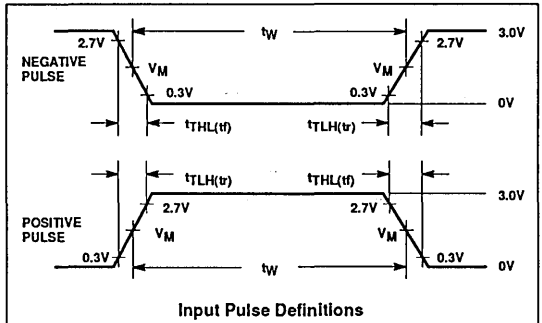 tW
2.7V
2.7V
3.0V
NEGATIVE
PULSE
VM
VM
0.3V
0.3V
0V
tTHL(tf)
tTLH(tr)
tTLH(tr)
tTHL(tf)
3.0V
2.7V
2.7V
POSITIVE
PULSE
VM
VM
0.3V
0.3V
tW
0V
Input Pulse Definitions